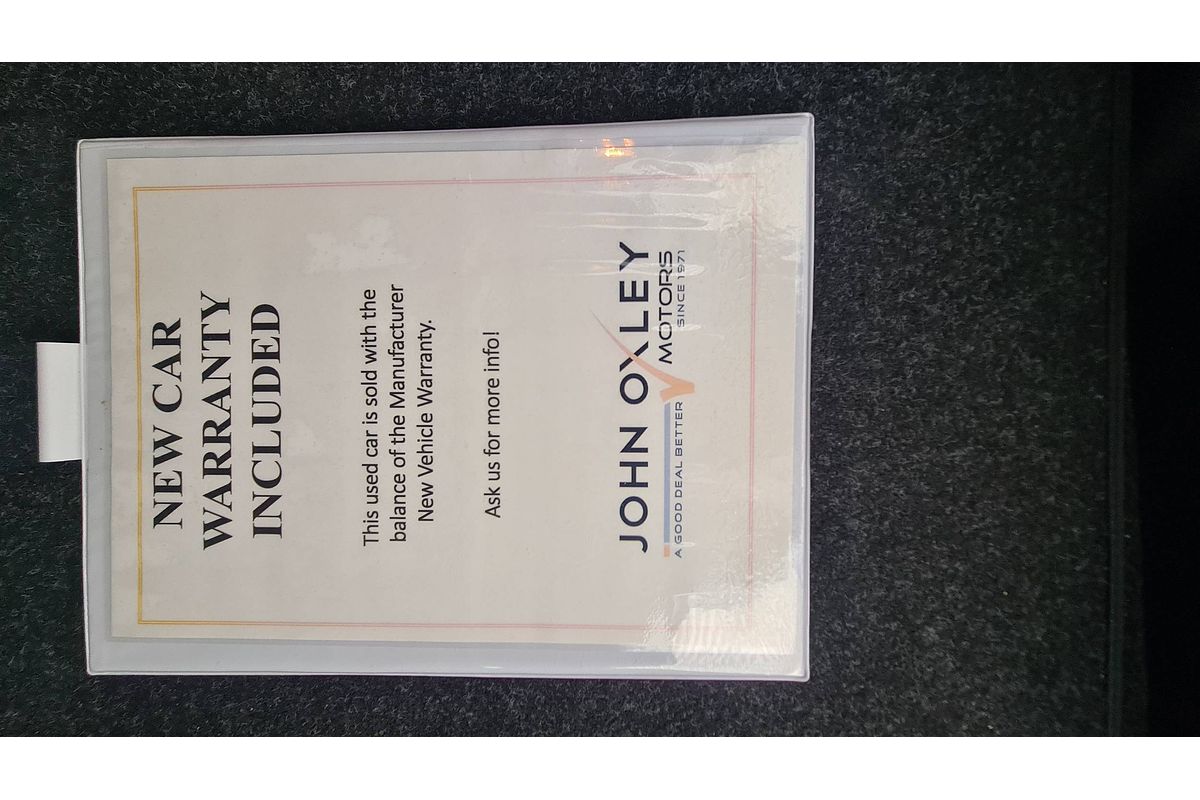 NEW CAR
WARRANTY
INCLUDED
This used car is sold with the
balance of the Manufacturer
New Vehicle Warranty.
Ask us for more info!
JOHN OXLEY
A GOOD DEAL BETTER MOTORS
SINCE 1971